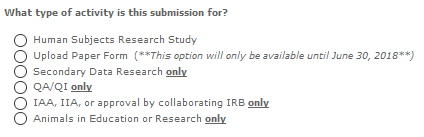 What type of activity is this submission for?
Human Subjects Research Study
Upload Paper Form (**This option will only be available until June 30, 2018**)
Secondary Data Research only
QA/QI only
IAA, IIA, or approval by collaborating IRB only
Animals in Education or Research only